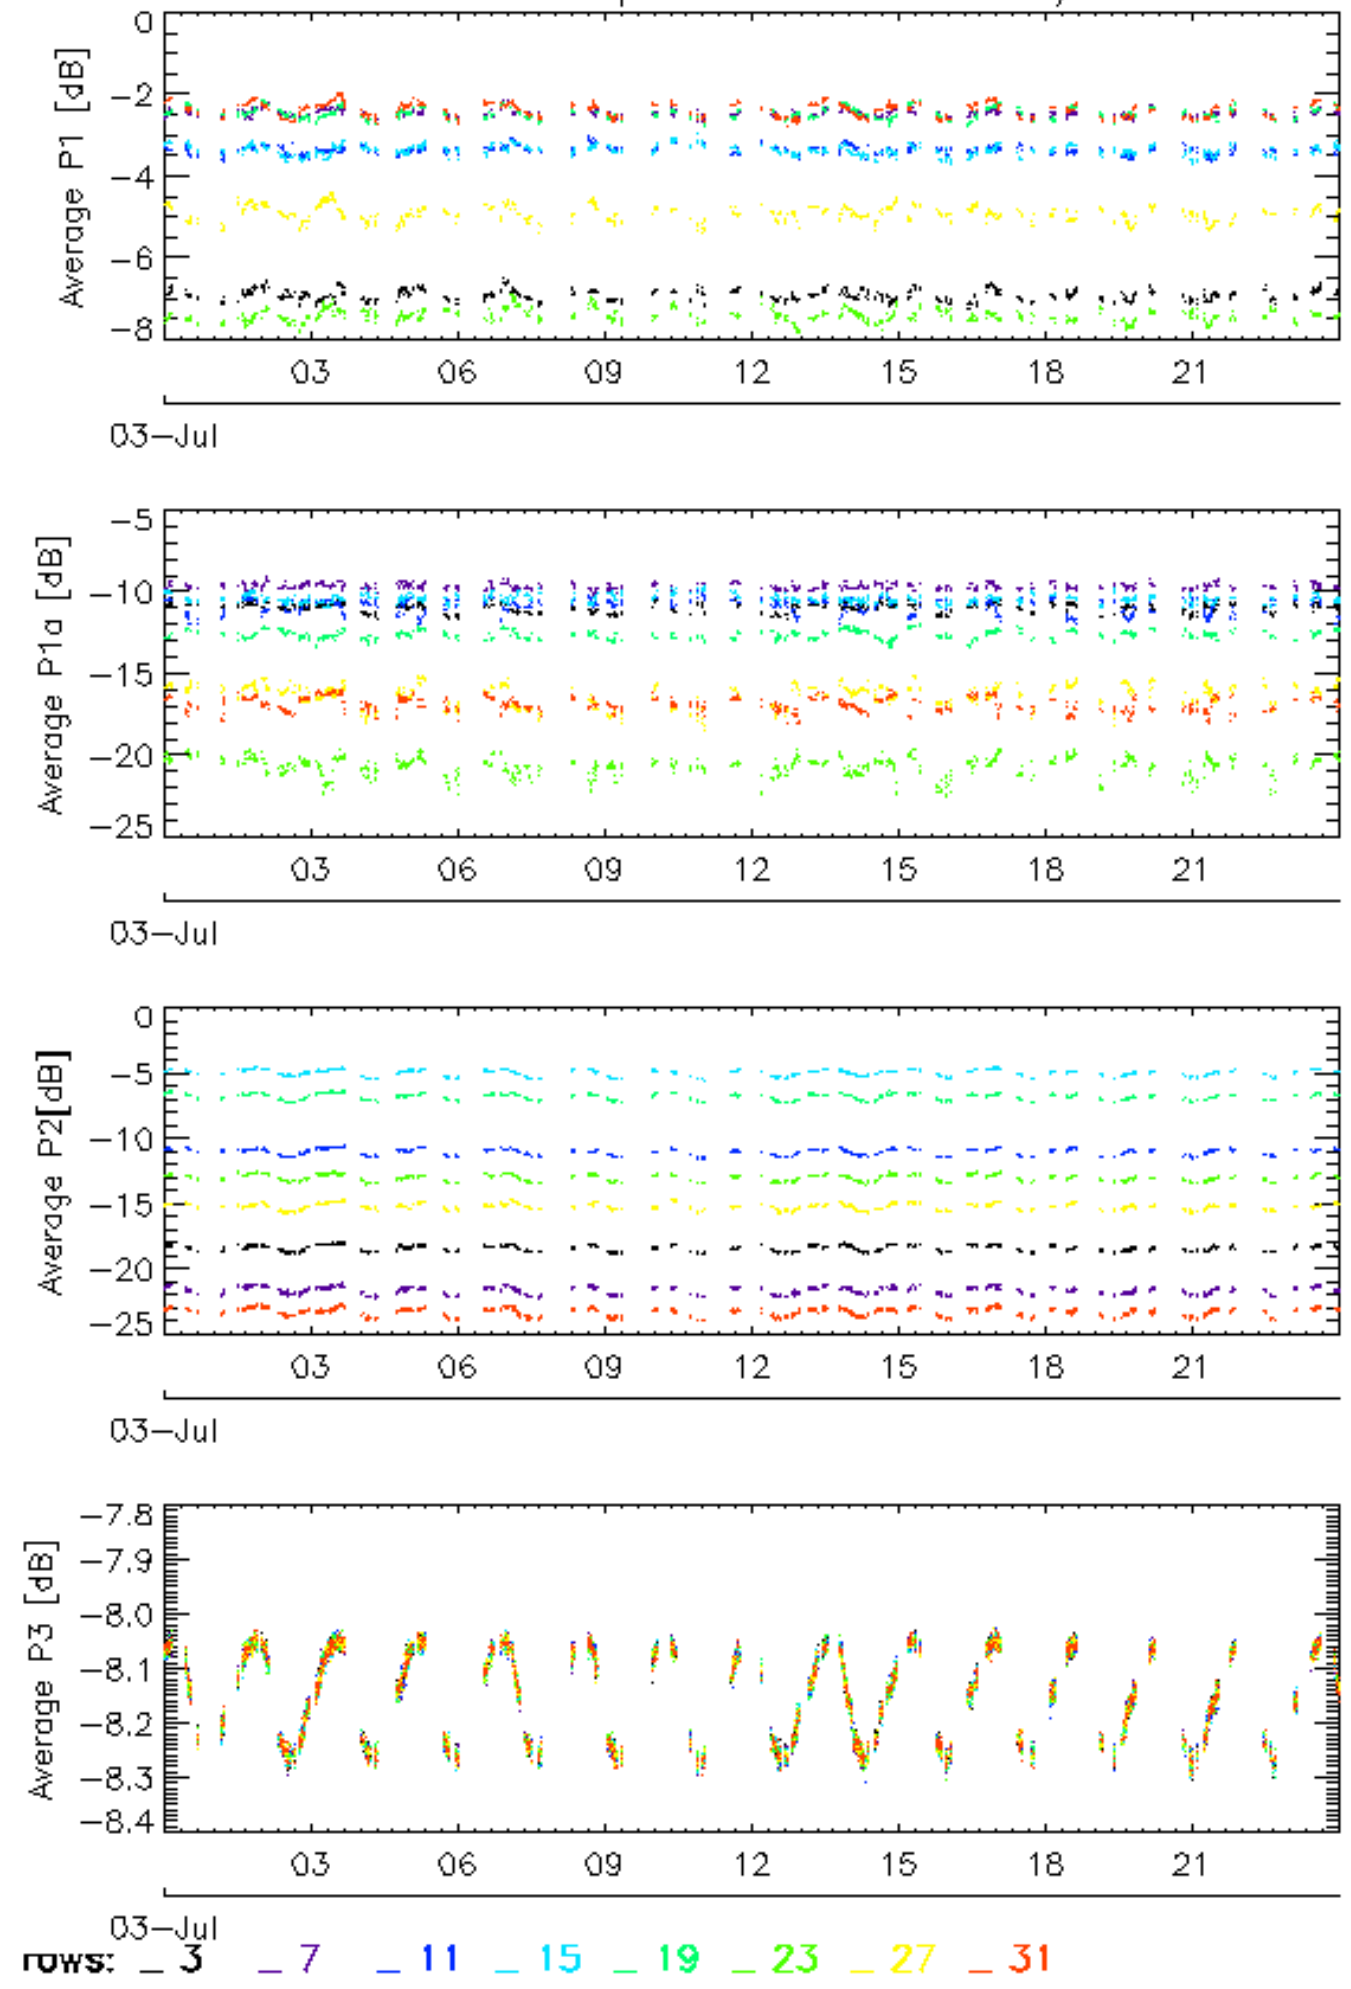 0
−2
−4
−6
−8
Average P1 [dB]
03 06 09 12 15 18 21
03−Jul
−5
−10
−15
−20
−25
Average P1a [dB]
03 06 09 12 15 18 21
03−Jul
0
−5
−10
−15
−20
−25
Average P2[dB]
03 06 09 12 15 18 21
03−Jul
−7.8
−7.9
−8.0
−8.1
−8.2
−8.3
−8.4
Average P3 [dB]
03 06 09 12 15 18 21
03−Jul
rows: _ 3 _ 7 _ 11 _ 15 _ 19 _ 23 _ 27 _ 31